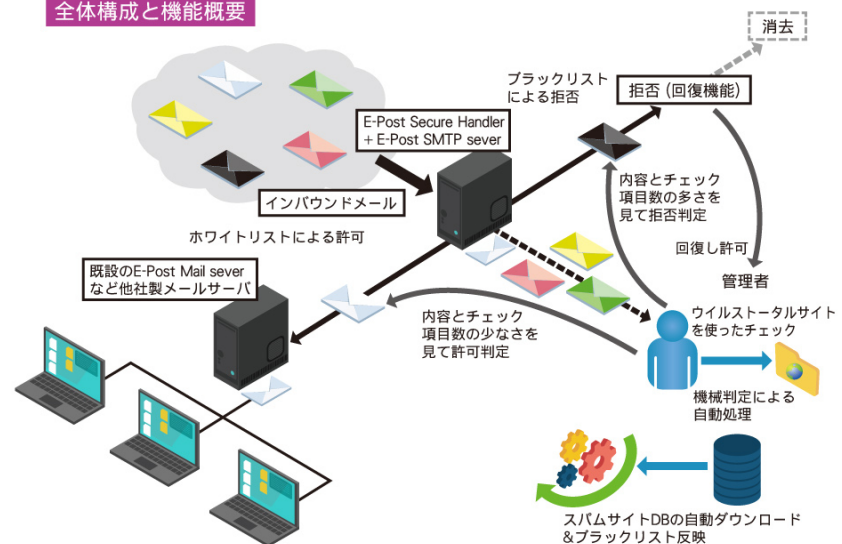 全体構成と機能概要
消去
ブラックリスト
による拒否
拒否（回復機能）
E-Post Secure Handler
+ E-Post SMTP sever
インバウンドメール
内容とチェック
項目数の多さを
見て拒否判定
ホワイトリストによる許可
回復し許可
既設のE-Post Mail sever
など他社製メールサーバ
管理者
内容とチェック
項目数の少なさを
見て許可判定
ウイルストータルサイト
を使ったチェック
機械判定による
自動処理
スパムサイトDBの自動ダウンロード
&ブラックリスト反映